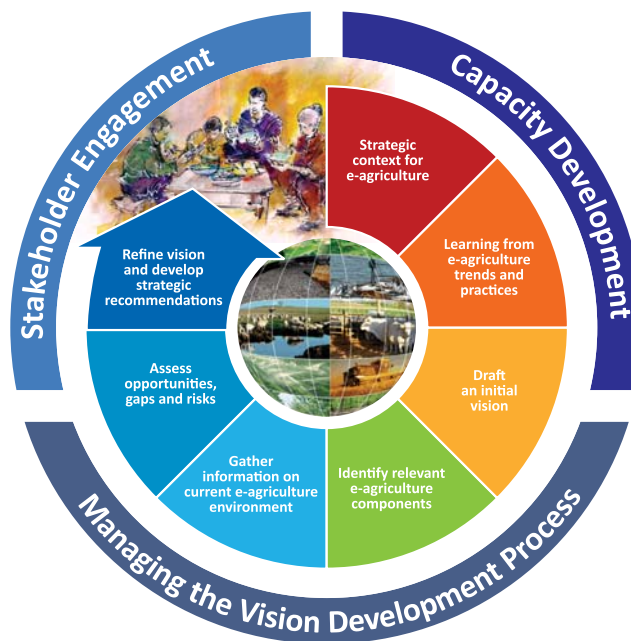 Stakeholder Engagement
Capacity Development
Strategic
context for
e-agriculture
Learning from
e-agriculture
trends and
practices
Draft
an initial
vision
Identify relevant
e-agriculture
components
Gather
information on
current e-agriculture
environment
Assess
opportunities,
gaps and risks
Refine vision
and develop
strategic
recommendations
Managing the Vision Development Process